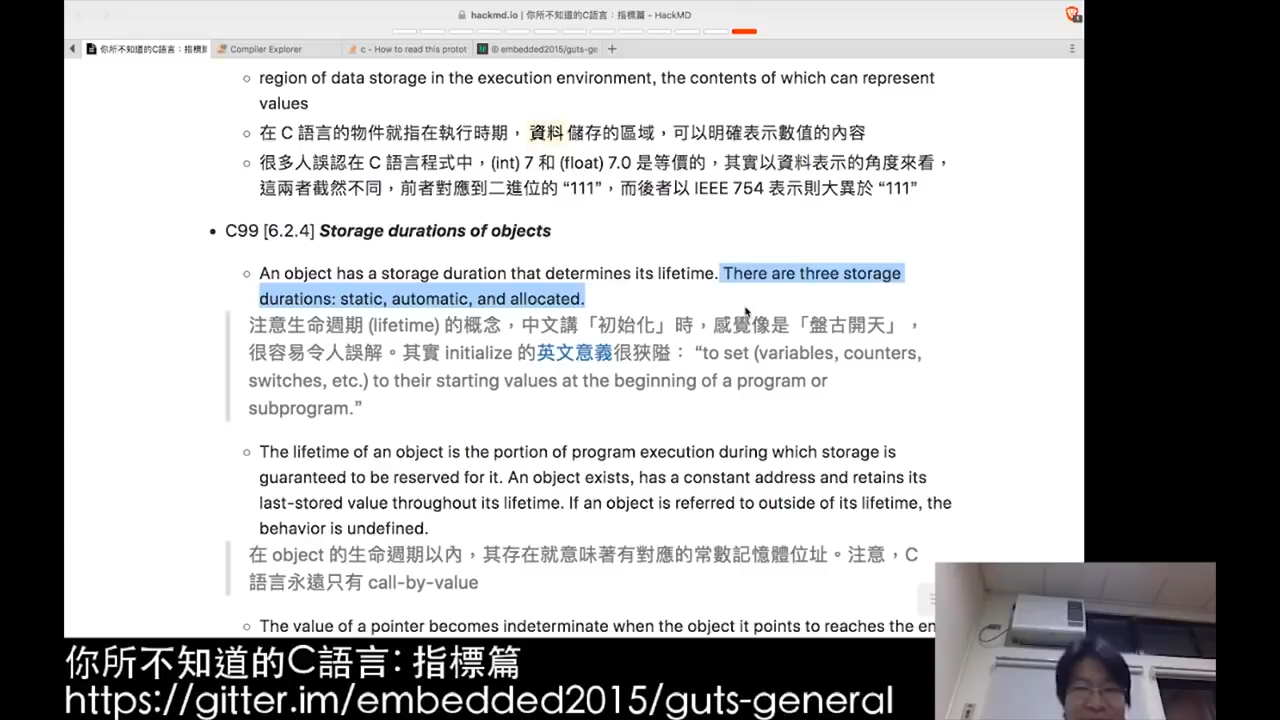 hackmd.io | 你所不知道的C語言：指標篇 - HackMD
你所不知道的C語言：指標
Compiler Explorer
c - How to read this protot
@ embedded2015/guts-ge
region of data storage in the execution environment, the contents of which can represent
values
在 C 語言的物件就指在執行時期，資料儲存的區域，可以明確表示數值的內容
很多人誤認在 C 語言程式中，(int) 7 和 (float) 7.0 是等價的，其實以資料表示的角度來看，
這兩者截然不同，前者對應到二進位的 “111”，而後者以 IEEE 754 表示則大異於 “111”
• C99 [6.2.4] Storage durations of objects
An object has a storage duration that determines its lifetime. There are three storage
durations: static, automatic, and allocated.
注意生命週期 (lifetime) 的概念，中文講「初始化」時，感覺像是「盤古開天」，
很容易令人誤解。其實 initialize 的英文意義很狹隘： “to set (variables, counters,
switches, etc.) to their starting values at the beginning of a program or
subprogram.”
The lifetime of an object is the portion of program execution during which storage is
guaranteed to be reserved for it. An object exists, has a constant address and retains its
last-stored value throughout its lifetime. If an object is referred to outside of its lifetime, the
behavior is undefined.
在 object 的生命週期以內，其存在就意味著有對應的常數記憶體位址。注意，C
語言永遠只有 call-by-value
The value of a pointer becomes indeterminate when the object it points to reaches the en
你所不知道的C語言: 指標篇
https://gitter.im/embedded2015/guts-general